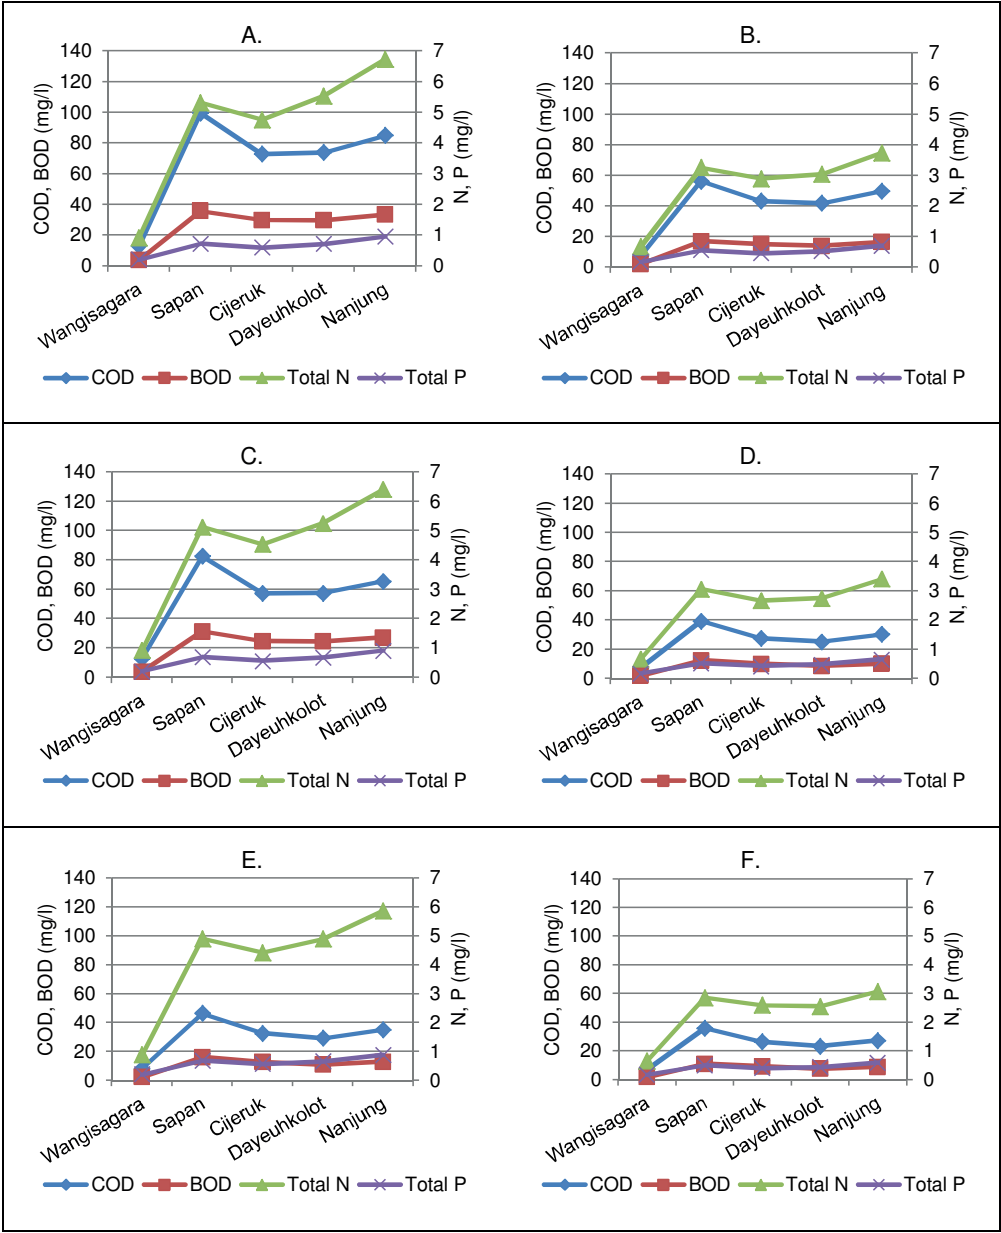 A.
140
120
100
80
60
40
20
0
COD, BOD (mg/l)
7
6
5
4
3
2
1
0
N, P (mg/l)
Wangisagara
Sapan
Cijeruk
Dayeuhkolot
Nanjung
COD BOD Total N Total P
B.
140
120
100
80
60
40
20
0
COD, BOD (mg/l)
7
6
5
4
3
2
1
0
N, P (mg/l)
Wangisagara
Sapan
Cijeruk
Dayeuhkolot
Nanjung
COD BOD Total N Total P
C.
140
120
100
80
60
40
20
0
COD, BOD (mg/l)
7
6
5
4
3
2
1
0
N, P (mg/l)
Wangisagara
Sapan
Cijeruk
Dayeuhkolot
Nanjung
COD BOD Total N Total P
D.
140
120
100
80
60
40
20
0
COD, BOD (mg/l)
7
6
5
4
3
2
1
0
N, P (mg/l)
Wangisagara
Sapan
Cijeruk
Dayeuhkolot
Nanjung
COD BOD Total N Total P
E.
140
120
100
80
60
40
20
0
COD, BOD (mg/l)
7
6
5
4
3
2
1
0
N, P (mg/l)
Wangisagara
Sapan
Cijeruk
Dayeuhkolot
Nanjung
COD BOD Total N Total P
F.
140
120
100
80
60
40
20
0
COD, BOD (mg/l)
7
6
5
4
3
2
1
0
N, P (mg/l)
Wangisagara
Sapan
Cijeruk
Dayeuhkolot
Nanjung
COD BOD Total N Total P